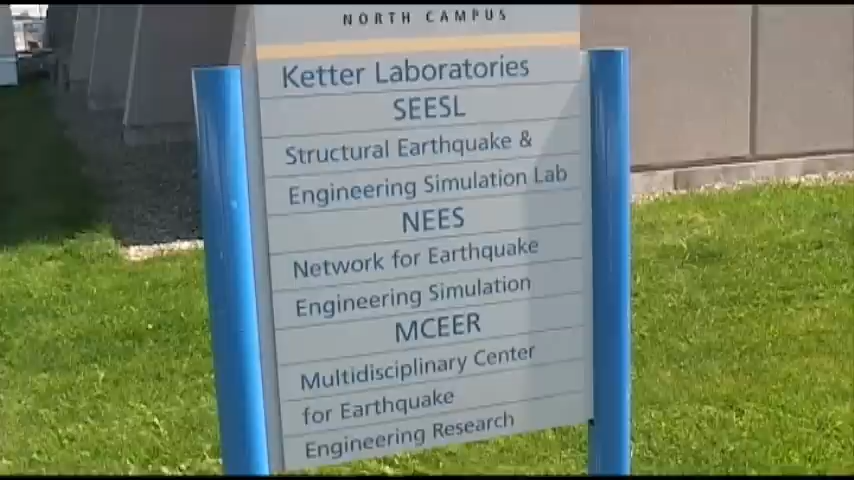 NORTH CAMPUS
Ketter Laboratories
SEESL
Structural Earthquake &
Engineering Simulation Lab
NEES
Network for Earthquake
Engineering Simulation
MCEER
Multidisciplinary Center
for Earthquake
Engineering Research